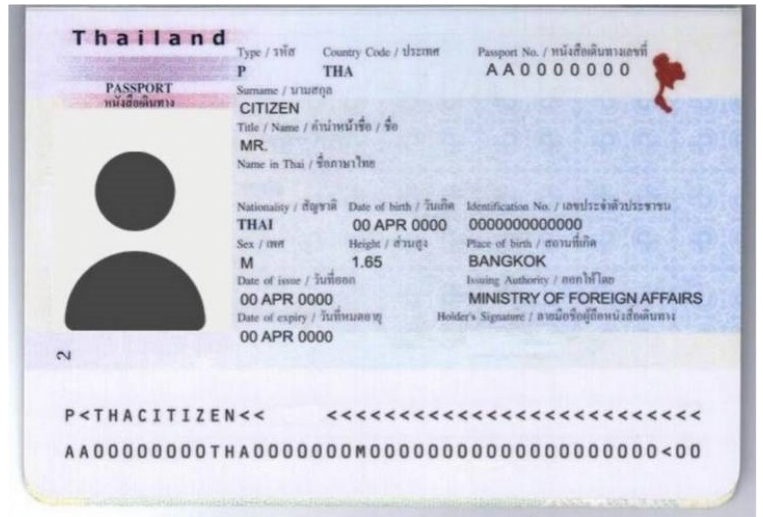 Thailand
Type / รหัส Country Code / ประเทศ Passport No. / หนังสือเดินทางเลขที่
P THA AA0000000
PASSPORT
หนังสือเดินทาง
Surname / นามสกุล
CITIZEN
Title / Name / คำนำหน้าชื่อ / ชื่อ
MR.
Name in Thai / ชื่อภาษาไทย
Nationality / สัญชาติ Date of birth / วันเกิด Identification No. / เลขประจำตัวประชาชน
THAI 00 APR 0000 0000000000000
Sex / เพศ Height / ส่วนสูง Place of birth / สถานที่เกิด
M 1.65 BANGKOK
Date of issue / วันที่ออก Issuing Authority / ออกให้โดย
00 APR 0000 MINISTRY OF FOREIGN AFFAIRS
Date of expiry / วันที่หมดอายุ Holder's Signature / ลายมือชื่อผู้ถือหนังสือเดินทาง
00 APR 0000
2
P<THACITIZEN<< <<<<<<<<<<<<<<<<<<<<<<<<<<
AA00000000THA0000000M0000000000000000000000<00